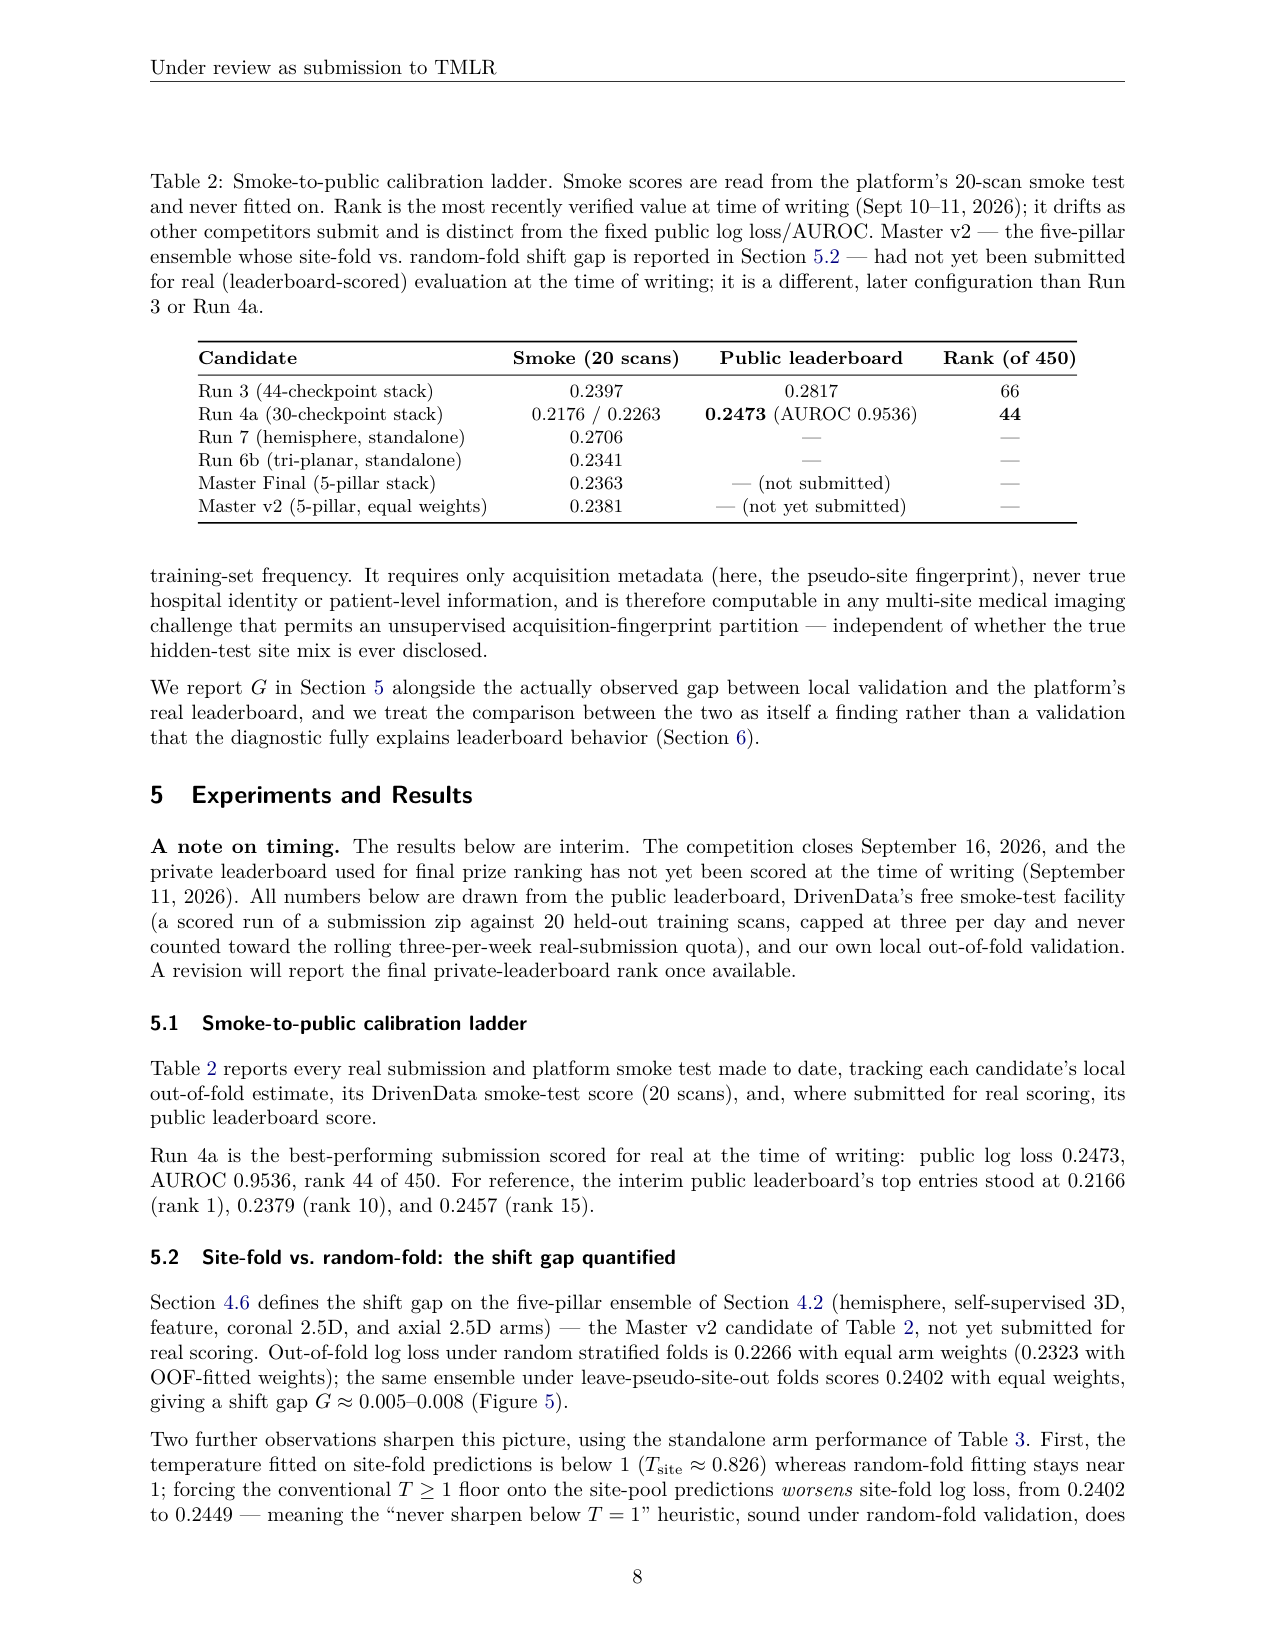 Under review as submission to TMLR
Table 2: Smoke-to-public calibration ladder. Smoke scores are read from the platform's 20-scan smoke test
and never fitted on. Rank is the most recently verified value at time of writing (Sept 10–11, 2026); it drifts as
other competitors submit and is distinct from the fixed public log loss/AUROC. Master v2 — the five-pillar
ensemble whose site-fold vs. random-fold shift gap is reported in Section 5.2 — had not yet been submitted
for real (leaderboard-scored) evaluation at the time of writing; it is a different, later configuration than Run
3 or Run 4a.
Candidate Smoke (20 scans) Public leaderboard Rank (of 450)
Run 3 (44-checkpoint stack) 0.2397 0.2817 66
Run 4a (30-checkpoint stack) 0.2176 / 0.2263 0.2473 (AUROC 0.9536) 44
Run 7 (hemisphere, standalone) 0.2706 — —
Run 6b (tri-planar, standalone) 0.2341 — —
Master Final (5-pillar stack) 0.2363 — (not submitted) —
Master v2 (5-pillar, equal weights) 0.2381 — (not yet submitted) —
training-set frequency. It requires only acquisition metadata (here, the pseudo-site fingerprint), never true
hospital identity or patient-level information, and is therefore computable in any multi-site medical imaging
challenge that permits an unsupervised acquisition-fingerprint partition — independent of whether the true
hidden-test site mix is ever disclosed.
We report G in Section 5 alongside the actually observed gap between local validation and the platform's
real leaderboard, and we treat the comparison between the two as itself a finding rather than a validation
that the diagnostic fully explains leaderboard behavior (Section 6).
5 Experiments and Results
A note on timing. The results below are interim. The competition closes September 16, 2026, and the
private leaderboard used for final prize ranking has not yet been scored at the time of writing (September
11, 2026). All numbers below are drawn from the public leaderboard, DrivenData's free smoke-test facility
(a scored run of a submission zip against 20 held-out training scans, capped at three per day and never
counted toward the rolling three-per-week real-submission quota), and our own local out-of-fold validation.
A revision will report the final private-leaderboard rank once available.
5.1 Smoke-to-public calibration ladder
Table 2 reports every real submission and platform smoke test made to date, tracking each candidate's local
out-of-fold estimate, its DrivenData smoke-test score (20 scans), and, where submitted for real scoring, its
public leaderboard score.
Run 4a is the best-performing submission scored for real at the time of writing: public log loss 0.2473,
AUROC 0.9536, rank 44 of 450. For reference, the interim public leaderboard's top entries stood at 0.2166
(rank 1), 0.2379 (rank 10), and 0.2457 (rank 15).
5.2 Site-fold vs. random-fold: the shift gap quantified
Section 4.6 defines the shift gap on the five-pillar ensemble of Section 4.2 (hemisphere, self-supervised 3D,
feature, coronal 2.5D, and axial 2.5D arms) — the Master v2 candidate of Table 2, not yet submitted for
real scoring. Out-of-fold log loss under random stratified folds is 0.2266 with equal arm weights (0.2323 with
OOF-fitted weights); the same ensemble under leave-pseudo-site-out folds scores 0.2402 with equal weights,
giving a shift gap G ≈ 0.005–0.008 (Figure 5).
Two further observations sharpen this picture, using the standalone arm performance of Table 3. First, the
temperature fitted on site-fold predictions is below 1 (T_site ≈ 0.826) whereas random-fold fitting stays near
1; forcing the conventional T ≥ 1 floor onto the site-pool predictions worsens site-fold log loss, from 0.2402
to 0.2449 — meaning the “never sharpen below T = 1” heuristic, sound under random-fold validation, does
8